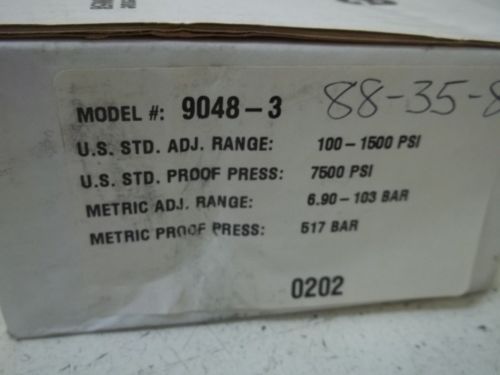 MODEL #: 9048-3 88-35-8
U.S. STD. ADJ. RANGE: 100-1500 PSI
U.S. STD. PROOF PRESS: 7500 PSI
METRIC ADJ. RANGE: 6.90-103 BAR
METRIC PROOF PRESS: 517 BAR
0202